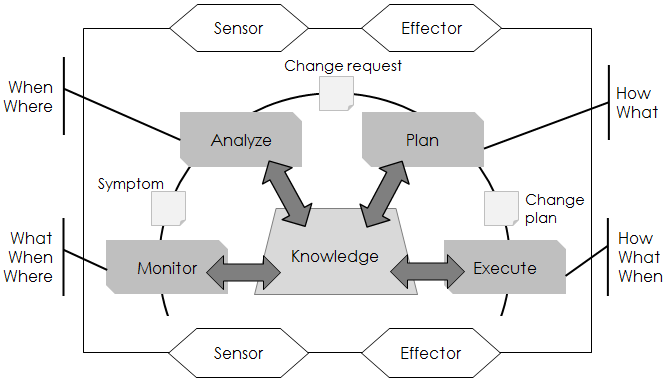 Sensor
Effector
Change request
When
Where
How
What
Analyze
Plan
Symptom
Change
plan
What
When
Where
Monitor
Knowledge
Execute
How
What
When
Sensor
Effector